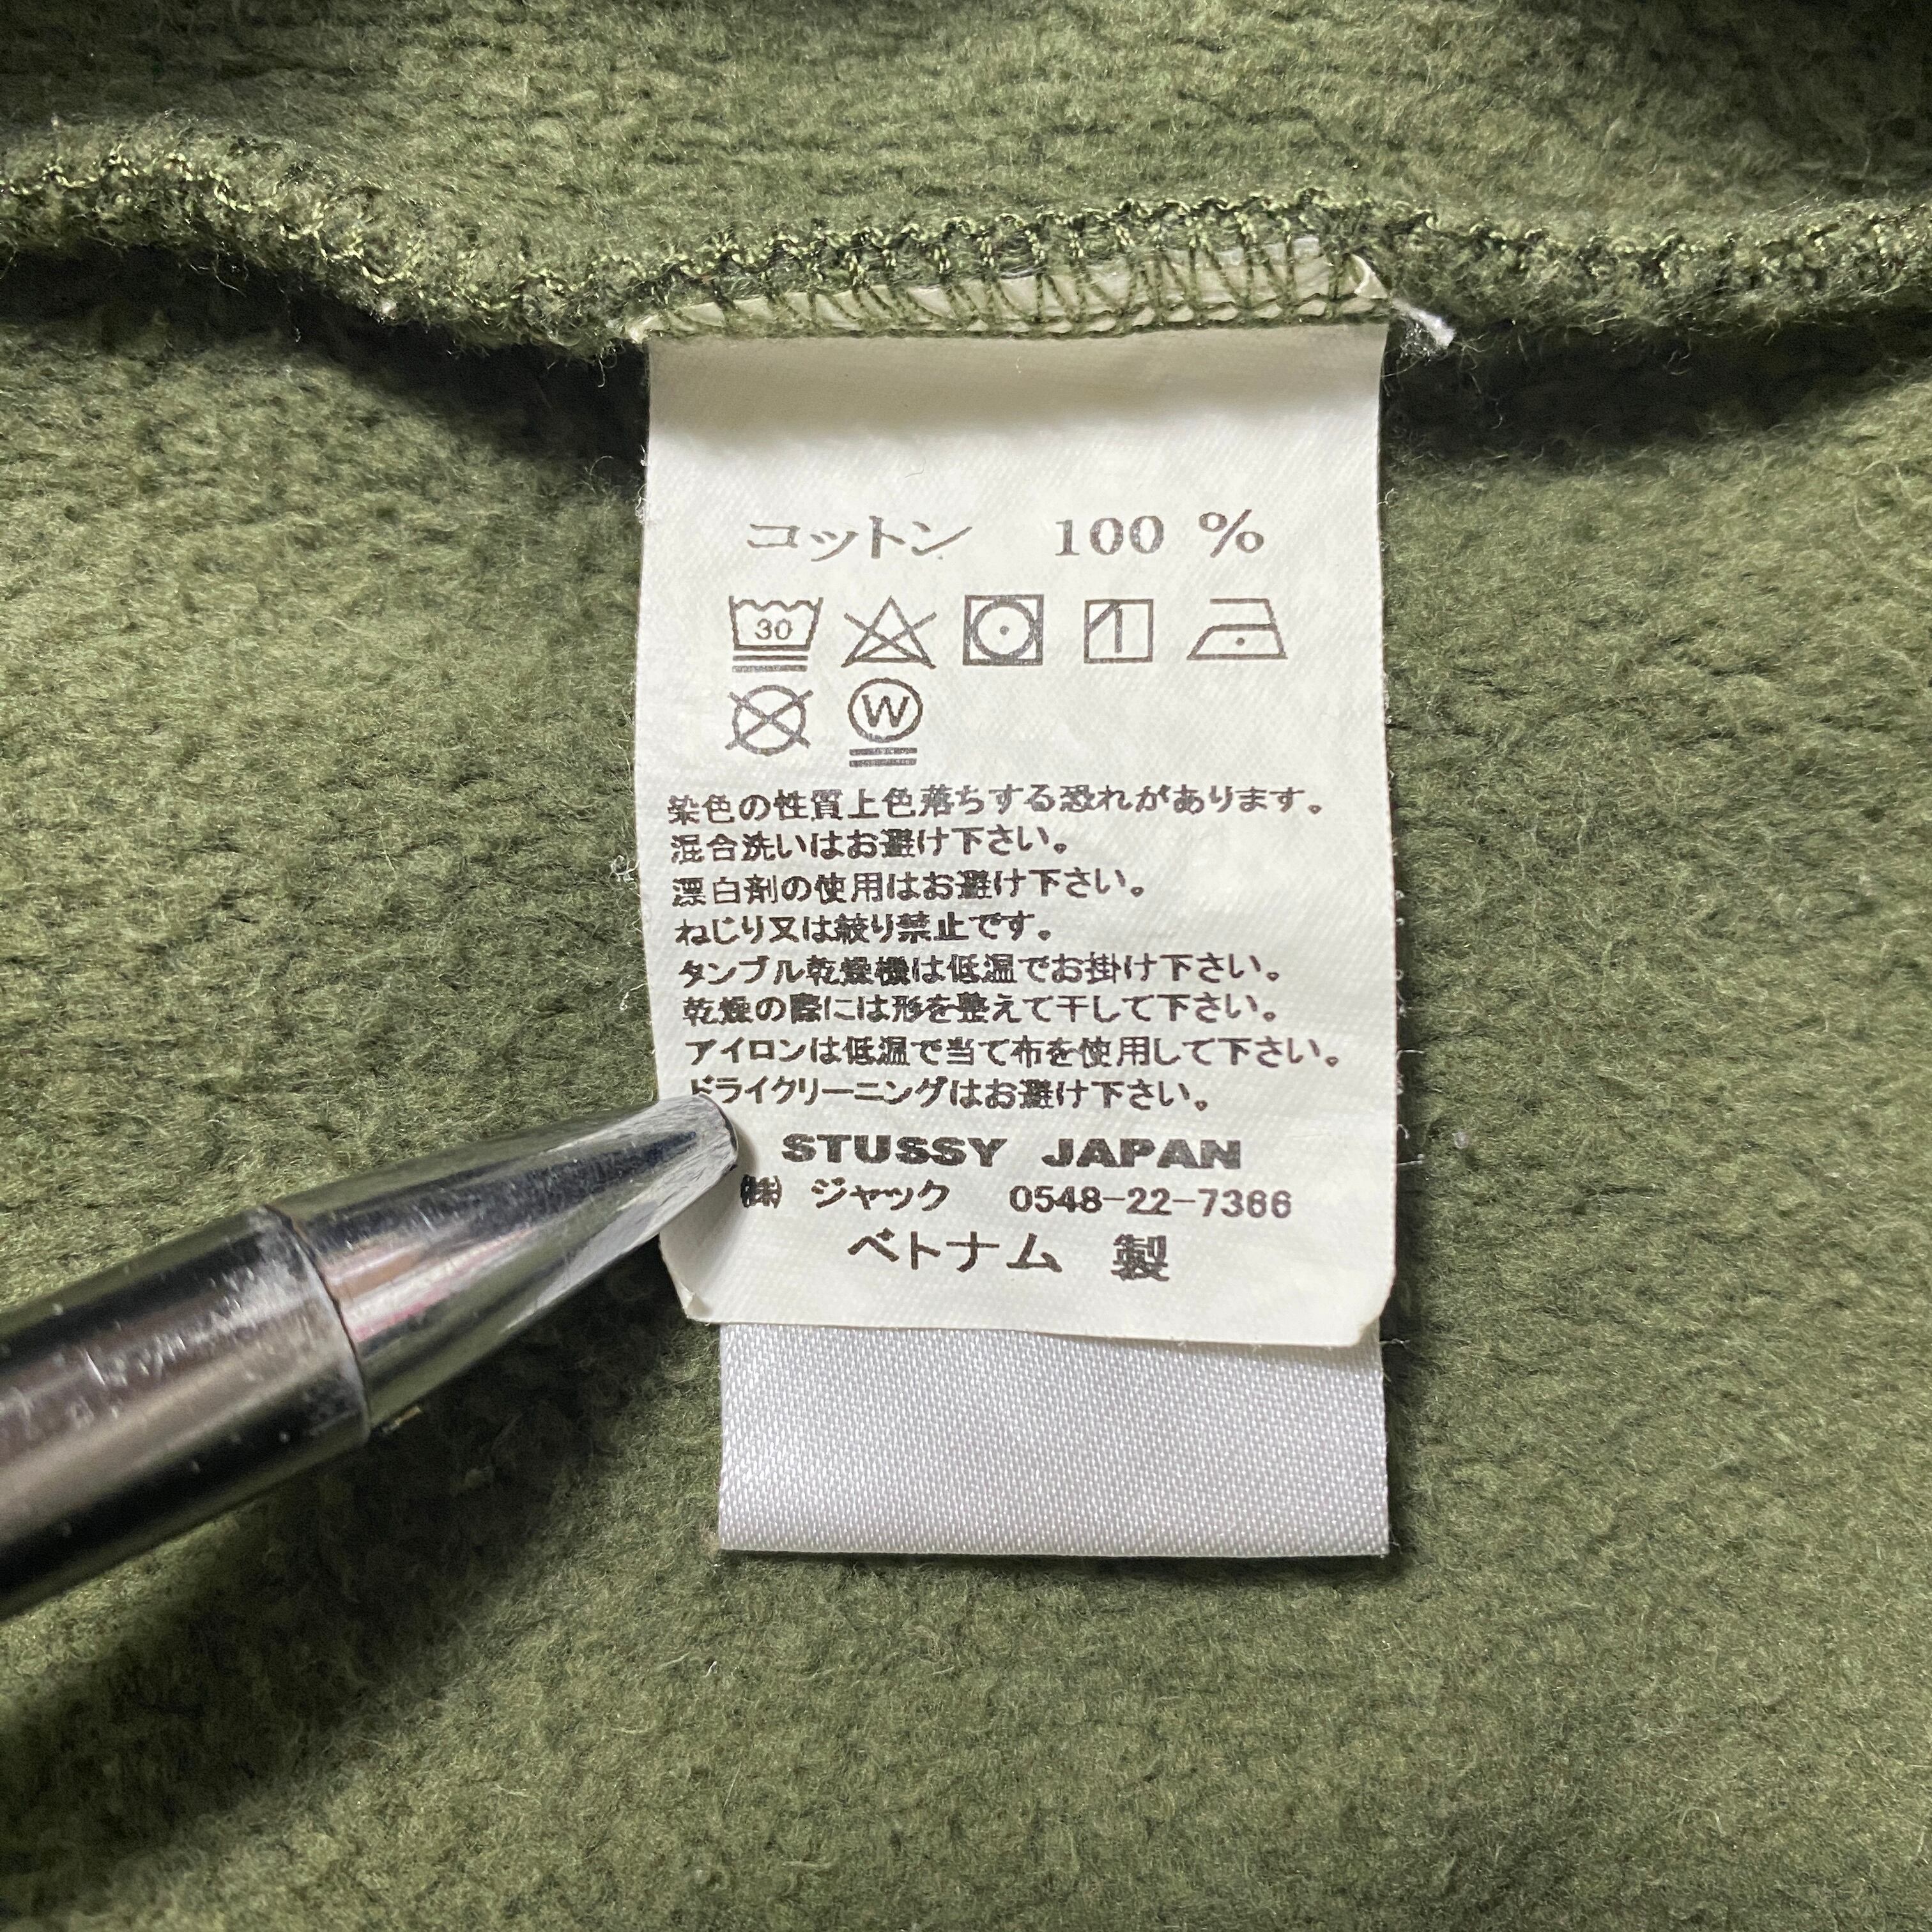 コットン 100 %
30
W
染色の性質上色落ちする恐れがあります。
混合洗いはお避け下さい。
漂白剤の使用はお避け下さい。
ねじり又は絞り禁止です。
タンブル乾燥機は低温でお掛け下さい。
乾燥の際には形を整えて干して下さい。
アイロンは低温で当て布を使用して下さい。
ドライクリーニングはお避け下さい。
STUSSY JAPAN
㈱ ジャック 0548-22-7366
ベトナム 製